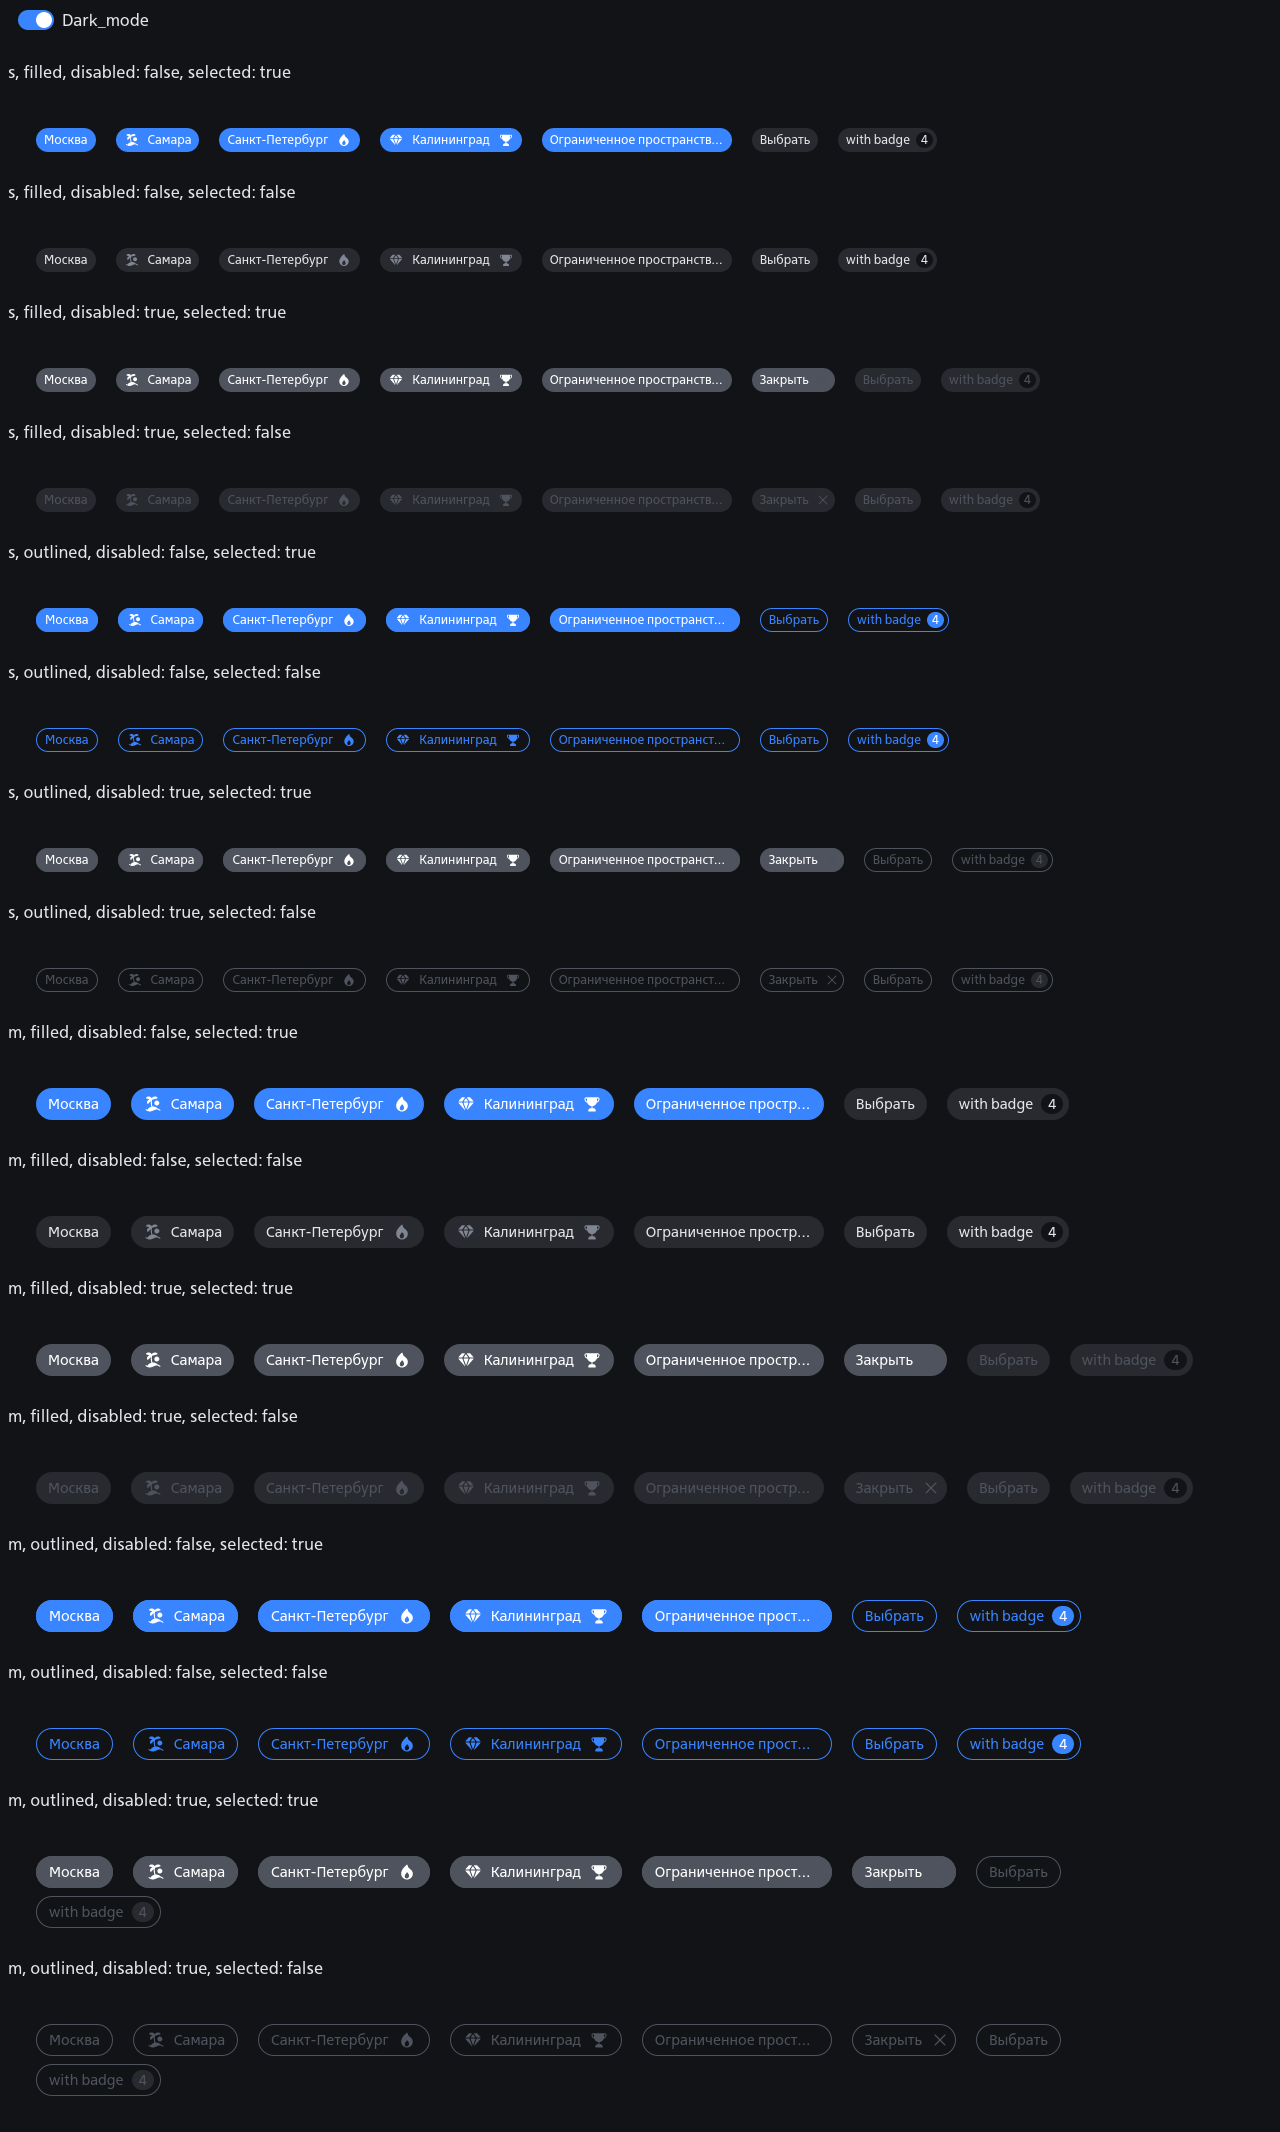 Dark_mode
s, filled, disabled: false, selected: true
Москва Самара Санкт-Петербург Калининград Ограниченное пространств... Выбрать with badge 4
s, filled, disabled: false, selected: false
Москва Самара Санкт-Петербург Калининград Ограниченное пространств... Выбрать with badge 4
s, filled, disabled: true, selected: true
Москва Самара Санкт-Петербург Калининград Ограниченное пространств... Закрыть Выбрать with badge 4
s, filled, disabled: true, selected: false
Москва Самара Санкт-Петербург Калининград Ограниченное пространств... Закрыть Выбрать with badge 4
s, outlined, disabled: false, selected: true
Москва Самара Санкт-Петербург Калининград Ограниченное пространст... Выбрать with badge 4
s, outlined, disabled: false, selected: false
Москва Самара Санкт-Петербург Калининград Ограниченное пространст... Выбрать with badge 4
s, outlined, disabled: true, selected: true
Москва Самара Санкт-Петербург Калининград Ограниченное пространст... Закрыть Выбрать with badge 4
s, outlined, disabled: true, selected: false
Москва Самара Санкт-Петербург Калининград Ограниченное пространст... Закрыть Выбрать with badge 4
m, filled, disabled: false, selected: true
Москва Самара Санкт-Петербург Калининград Ограниченное простр... Выбрать with badge 4
m, filled, disabled: false, selected: false
Москва Самара Санкт-Петербург Калининград Ограниченное простр... Выбрать with badge 4
m, filled, disabled: true, selected: true
Москва Самара Санкт-Петербург Калининград Ограниченное простр... Закрыть Выбрать with badge 4
m, filled, disabled: true, selected: false
Москва Самара Санкт-Петербург Калининград Ограниченное простр... Закрыть Выбрать with badge 4
m, outlined, disabled: false, selected: true
Москва Самара Санкт-Петербург Калининград Ограниченное прост... Выбрать with badge 4
m, outlined, disabled: false, selected: false
Москва Самара Санкт-Петербург Калининград Ограниченное прост... Выбрать with badge 4
m, outlined, disabled: true, selected: true
Москва Самара Санкт-Петербург Калининград Ограниченное прост... Закрыть Выбрать
with badge 4
m, outlined, disabled: true, selected: false
Москва Самара Санкт-Петербург Калининград Ограниченное прост... Закрыть Выбрать
with badge 4